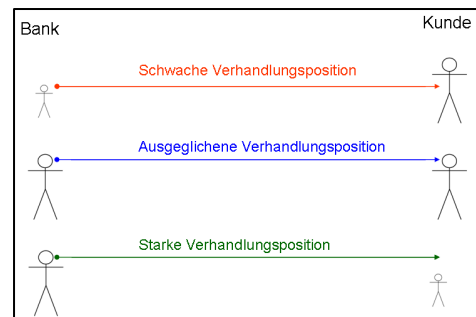 Bank
Kunde
Schwache Verhandlungsposition
Ausgeglichene Verhandlungsposition
Starke Verhandlungsposition